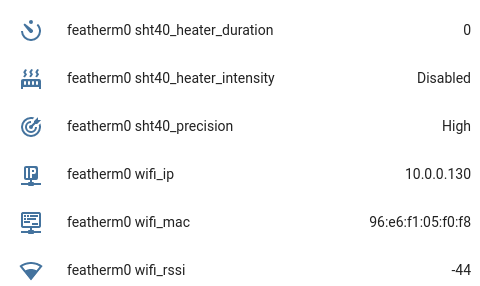 featherm0 sht40_heater_duration 0
featherm0 sht40_heater_intensity Disabled
featherm0 sht40_precision High
featherm0 wifi_ip 10.0.0.130
featherm0 wifi_mac 96:e6:f1:05:f0:f8
featherm0 wifi_rssi -44